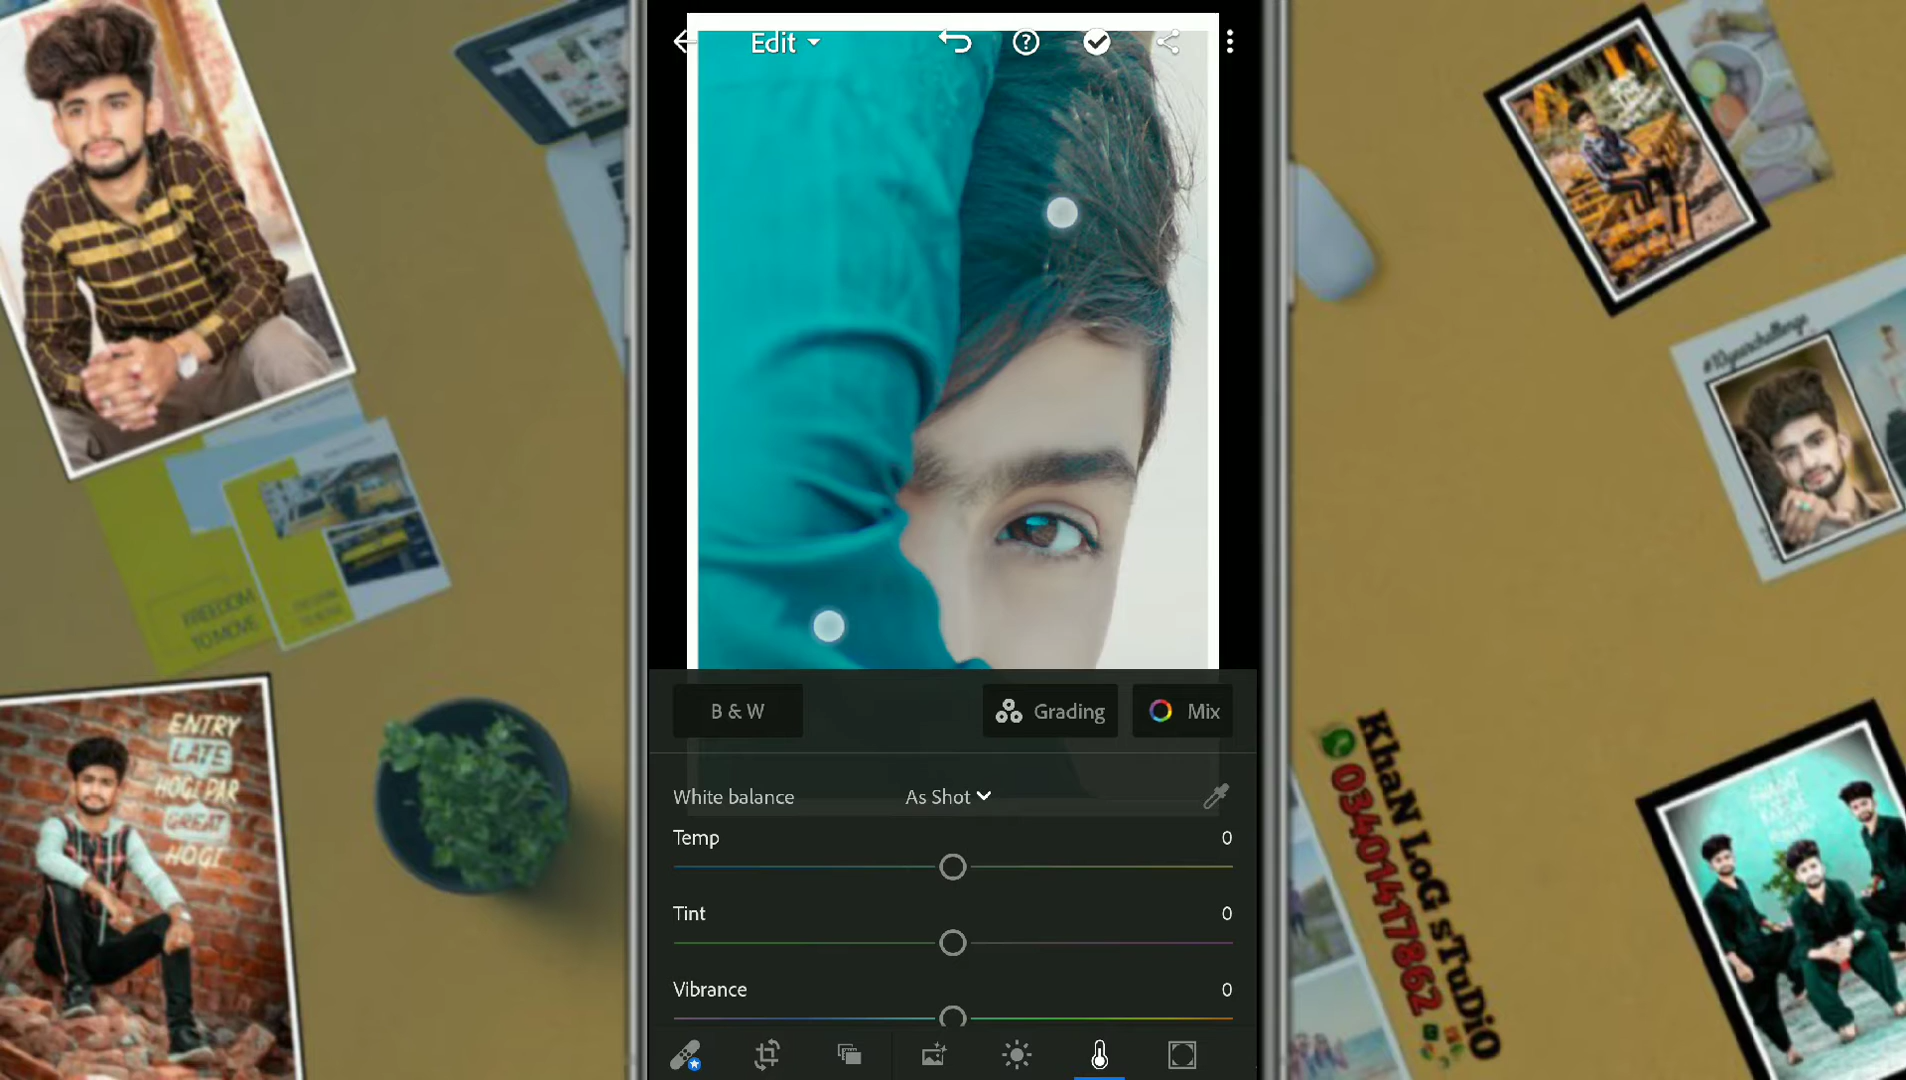 Edit
B & W
Grading
Mix
White balance
As Shot
Temp
0
Tint
0
Vibrance
0
FREEDOM
TO MOVE
ENTRY
LATE
HOGI PAR
GREAT
HOGI
#10yearchallenge
KhaN LoG sTuDiO
03401417862